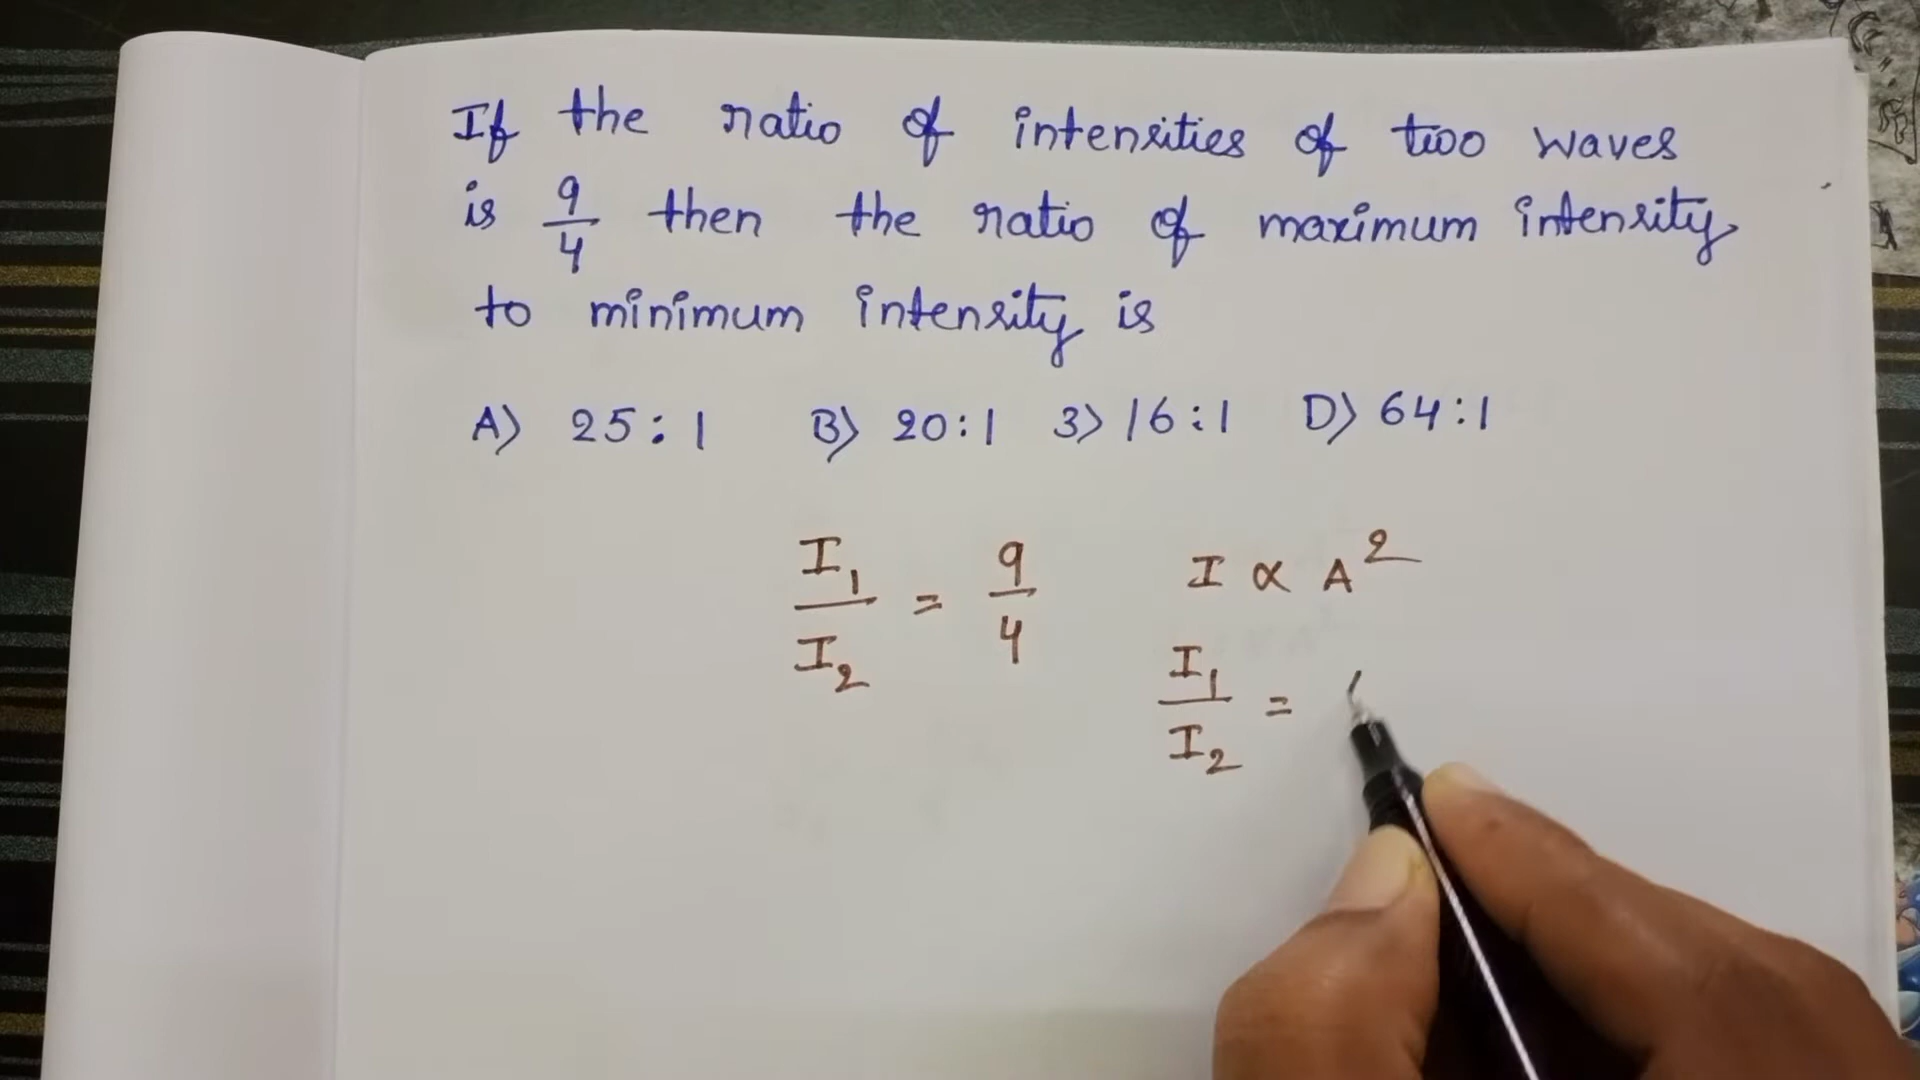 If the ratio of intensities of two waves
is 9/4 then the ratio of maximum intensity
to minimum intensity is
A) 25:1 B) 20:1 3) 16:1 D) 64:1
I₁/I₂ = 9/4 I ∝ A²
I₁/I₂ =